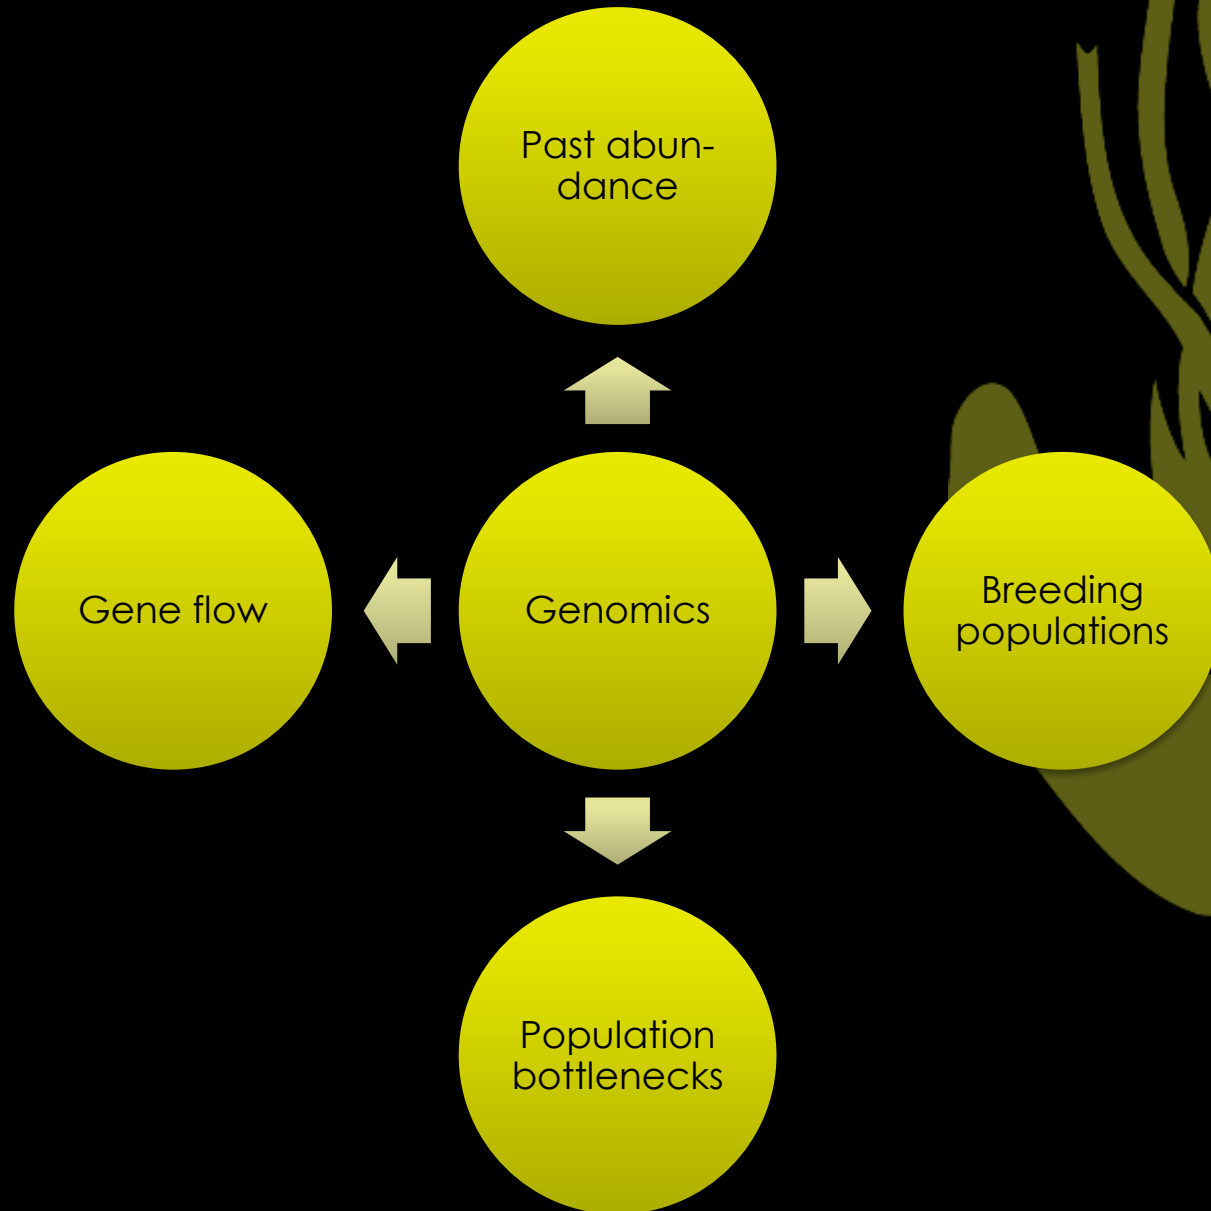 Past abun-
dance
Gene flow
Genomics
Breeding
populations
Population
bottlenecks